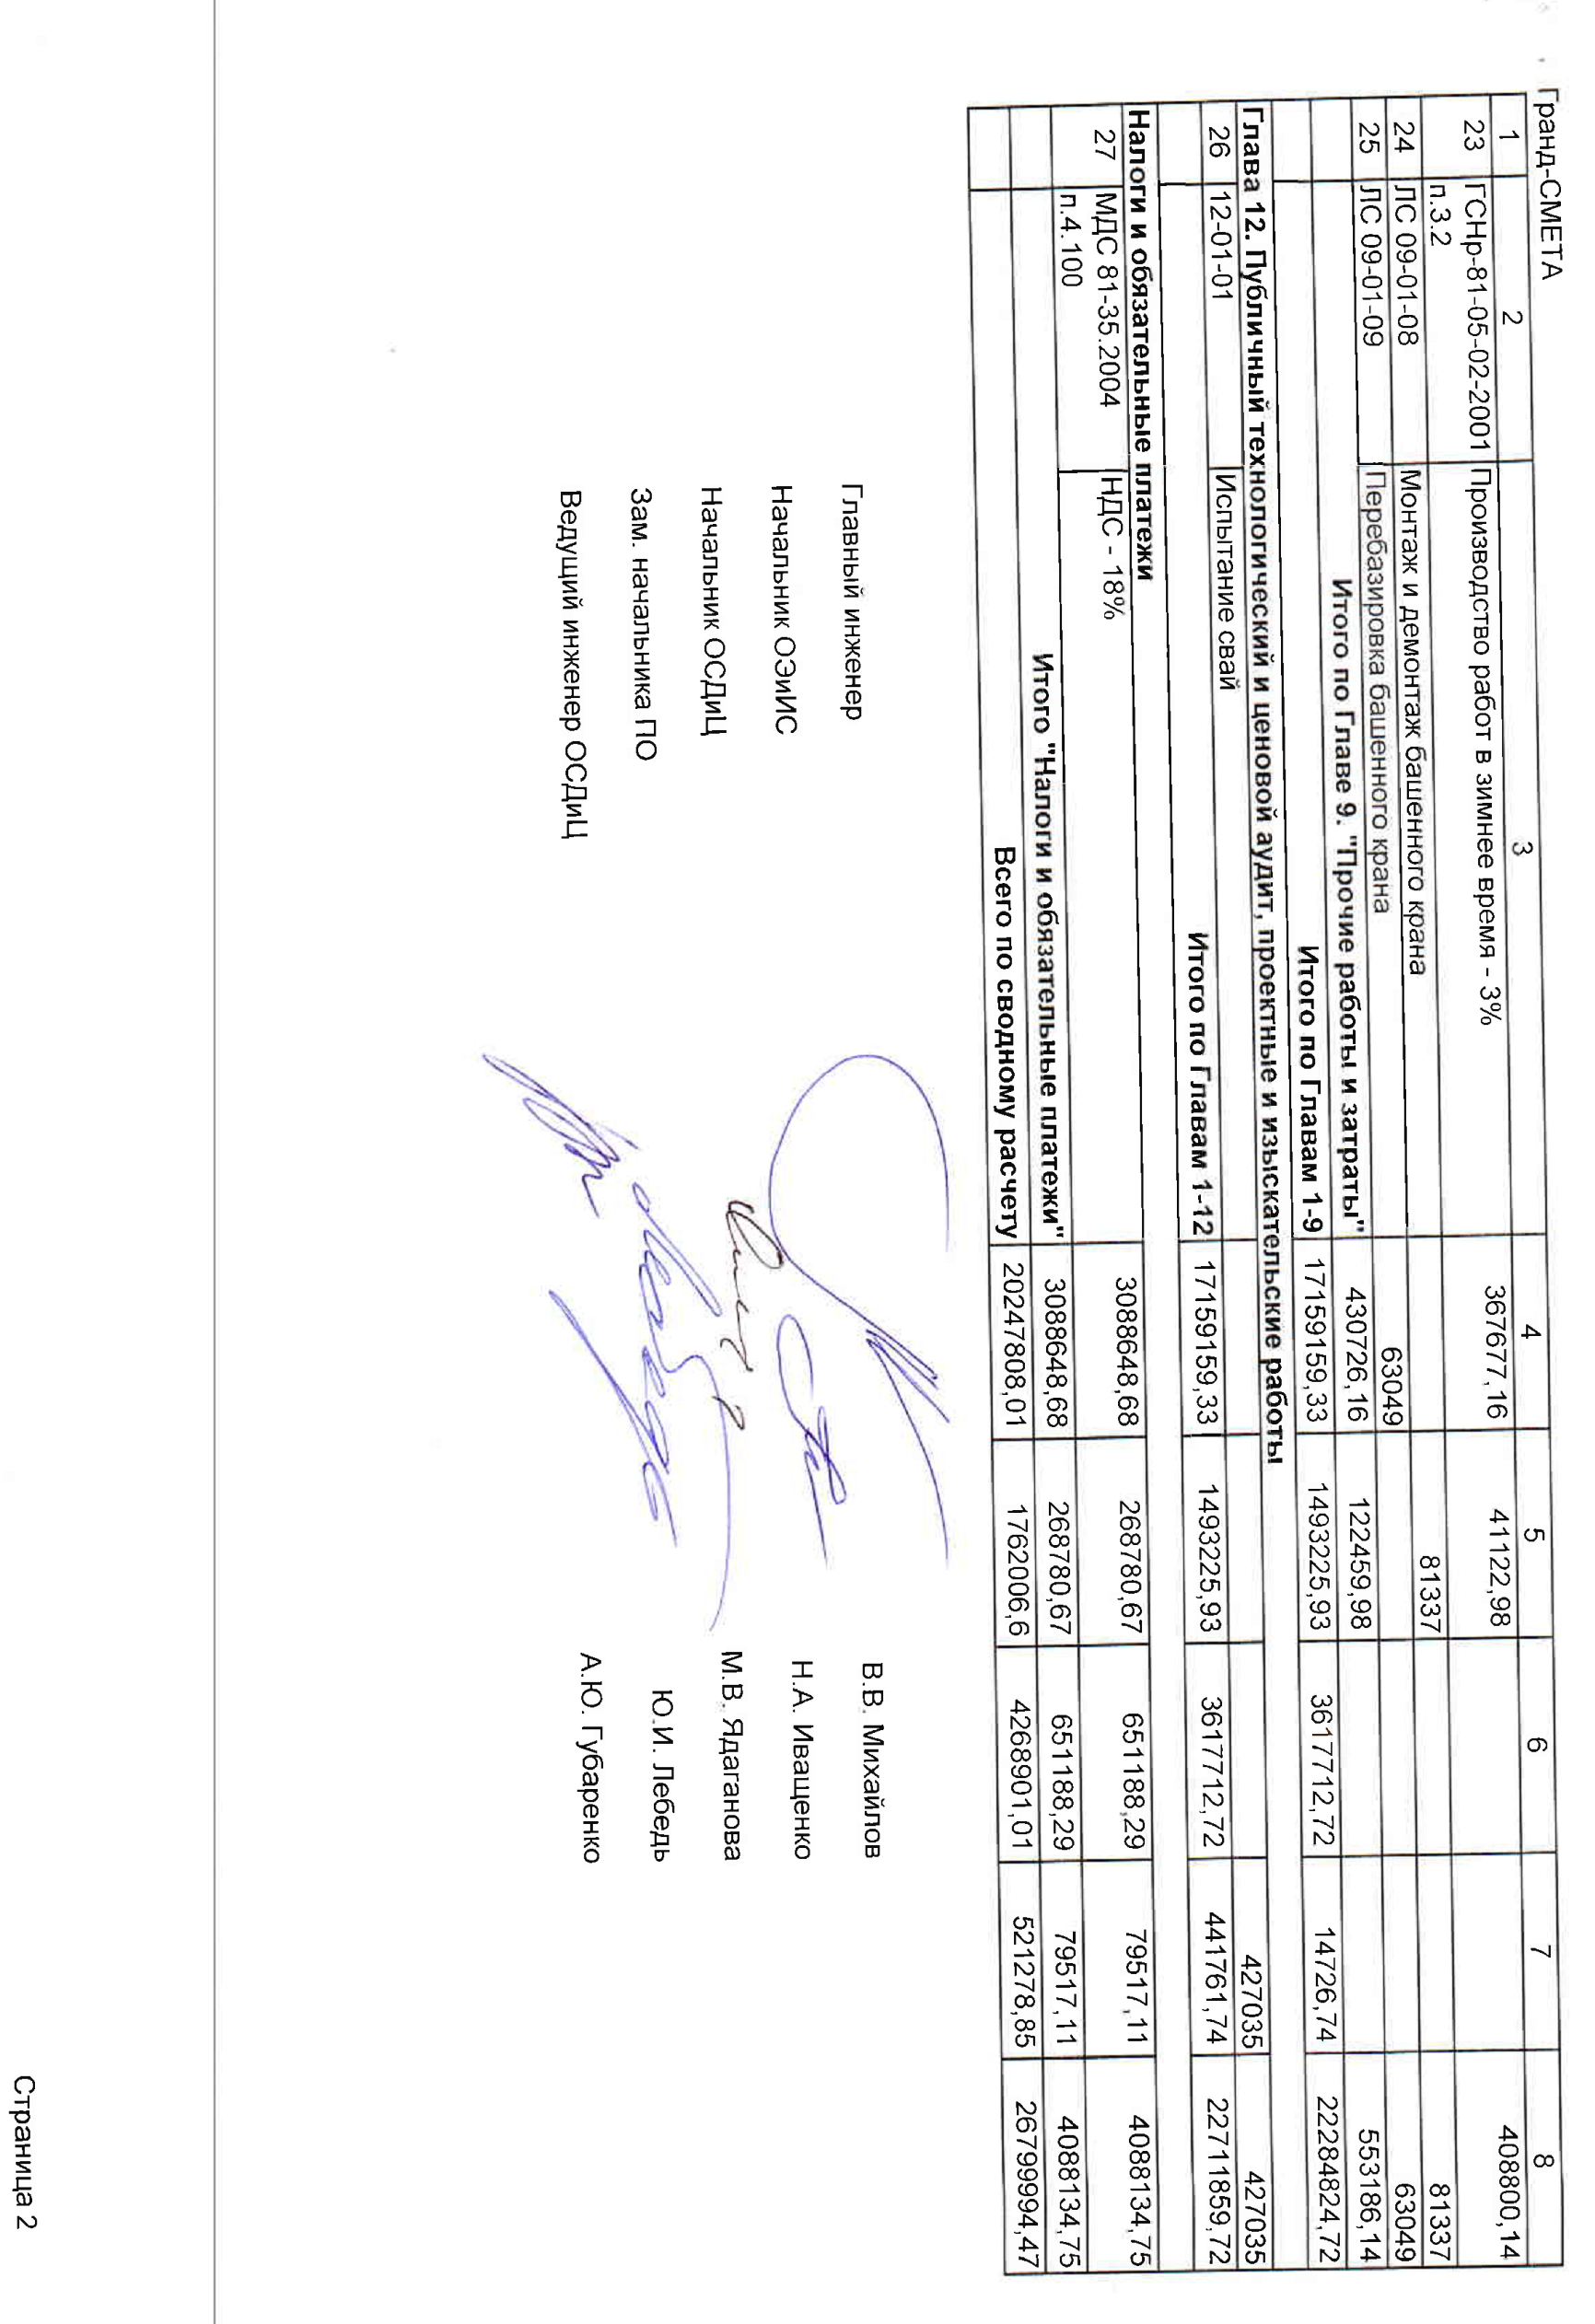 Гранд-СМЕТА
1 2 3 4 5 6 7 8
23 ГСНр-81-05-02-2001 Производство работ в зимнее время - 3% 367677,16 41122,98 408800,14
п.3.2
24 ЛС 09-01-08 Монтаж и демонтаж башенного крана 81337 81337
25 ЛС 09-01-09 Перебазировка башенного крана 63049 63049
Итого по Главе 9. "Прочие работы и затраты" 430726,16 122459,98 553186,14
Итого по Главам 1-9 17159159,33 1493225,93 3617712,72 14726,74 22284824,72
Глава 12. Публичный технологический и ценовой аудит, проектные и изыскательские работы
26 12-01-01 Испытание свай 427035 427035
Итого по Главам 1-12 17159159,33 1493225,93 3617712,72 441761,74 22711859,72
Налоги и обязательные платежи
27 МДС 81-35.2004 НДС - 18% 3088648,68 268780,67 651188,29 79517,11 4088134,75
п.4.100
Итого "Налоги и обязательные платежи" 3088648,68 268780,67 651188,29 79517,11 4088134,75
Всего по сводному расчету 20247808,01 1762006,6 4268901,01 521278,85 26799994,47
Главный инженер В.В. Михайлов
Начальник ОЭиИС Н.А. Иващенко
Начальник ОСДиЦ М.В. Ядаганова
Зам. начальника ПО Ю.И. Лебедь
Ведущий инженер ОСДиЦ А.Ю. Губаренко
Страница 2